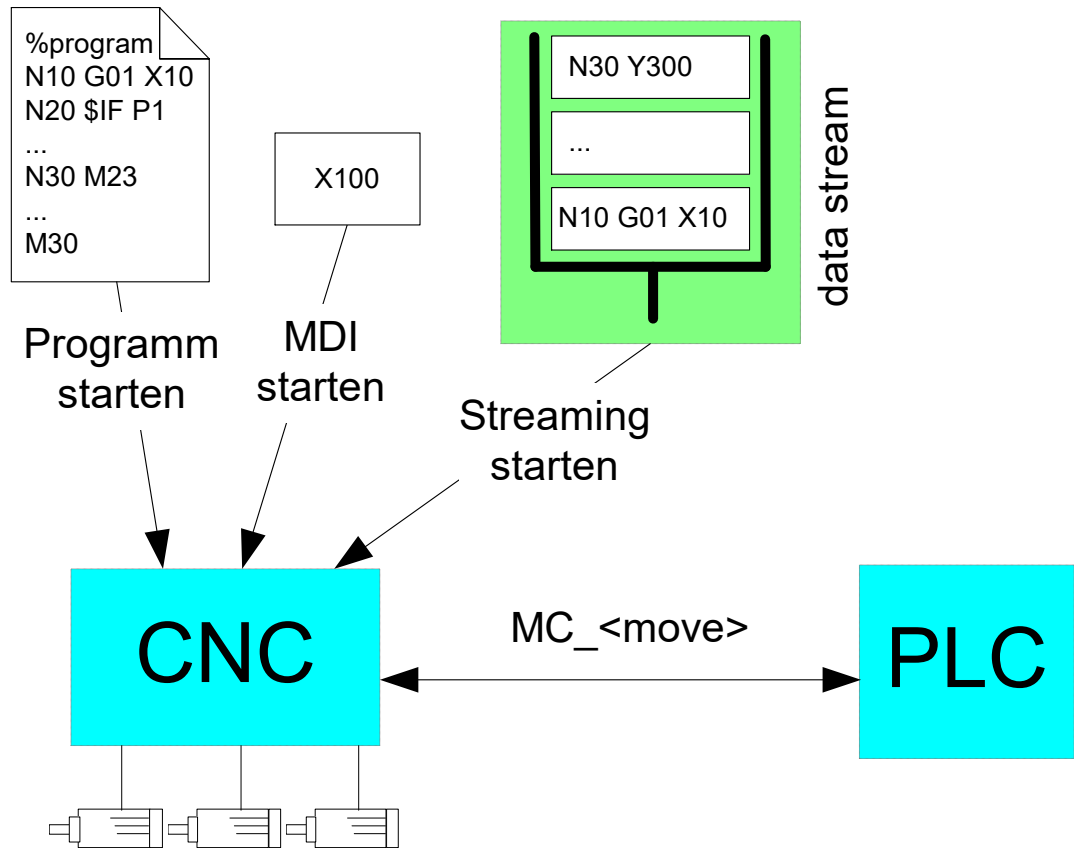 %program
N10 G01 X10
N20 $IF P1
...
N30 M23
...
M30
X100
N30 Y300
...
N10 G01 X10
data stream
Programm
starten
MDI
starten
Streaming
starten
CNC
MC_<move>
PLC